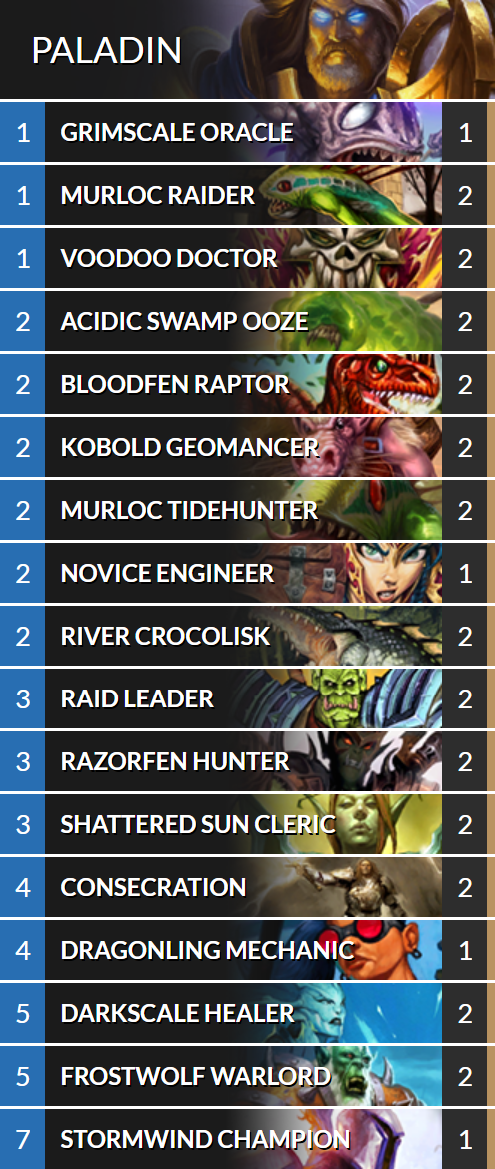 PALADIN
1 GRIMSCALE ORACLE 1
1 MURLOC RAIDER 2
1 VOODOO DOCTOR 2
2 ACIDIC SWAMP OOZE 2
2 BLOODFEN RAPTOR 2
2 KOBOLD GEOMANCER 2
2 MURLOC TIDEHUNTER 2
2 NOVICE ENGINEER 1
2 RIVER CROCOLISK 2
3 RAID LEADER 2
3 RAZORFEN HUNTER 2
3 SHATTERED SUN CLERIC 2
4 CONSECRATION 2
4 DRAGONLING MECHANIC 1
5 DARKSCALE HEALER 2
5 FROSTWOLF WARLORD 2
7 STORMWIND CHAMPION 1